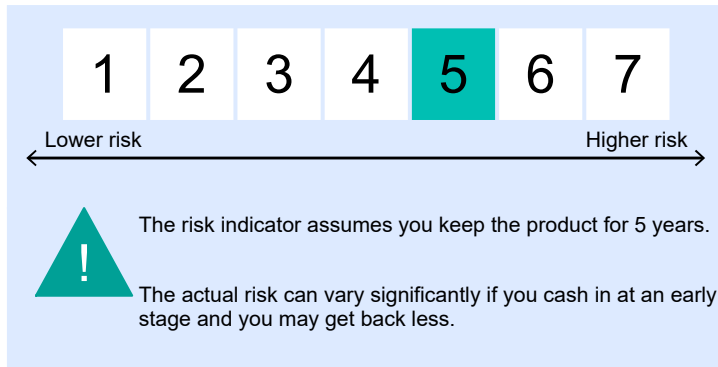 1 2 3 4 5 6 7
Lower risk Higher risk
!
The risk indicator assumes you keep the product for 5 years.
The actual risk can vary significantly if you cash in at an early
stage and you may get back less.